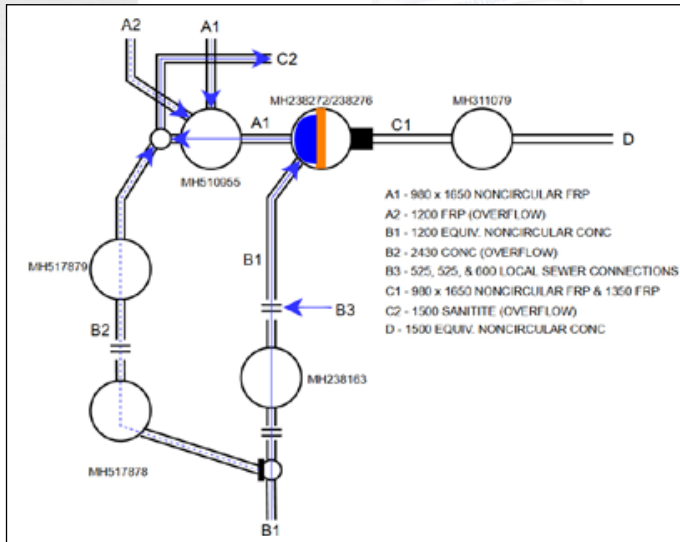 A2
A1
C2
MH238272/238276
MH311079
A1
C1
D
MH510955
A1 - 980 x 1650 NONCIRCULAR FRP
A2 - 1200 FRP (OVERFLOW)
B1 - 1200 EQUIV. NONCIRCULAR CONC
B2 - 2430 CONC (OVERFLOW)
B3 - 525, 525, & 600 LOCAL SEWER CONNECTIONS
C1 - 980 x 1650 NONCIRCULAR FRP & 1350 FRP
C2 - 1500 SANITITE (OVERFLOW)
D - 1500 EQUIV. NONCIRCULAR CONC
MH517879
B1
B3
B2
MH238163
MH517878
B1